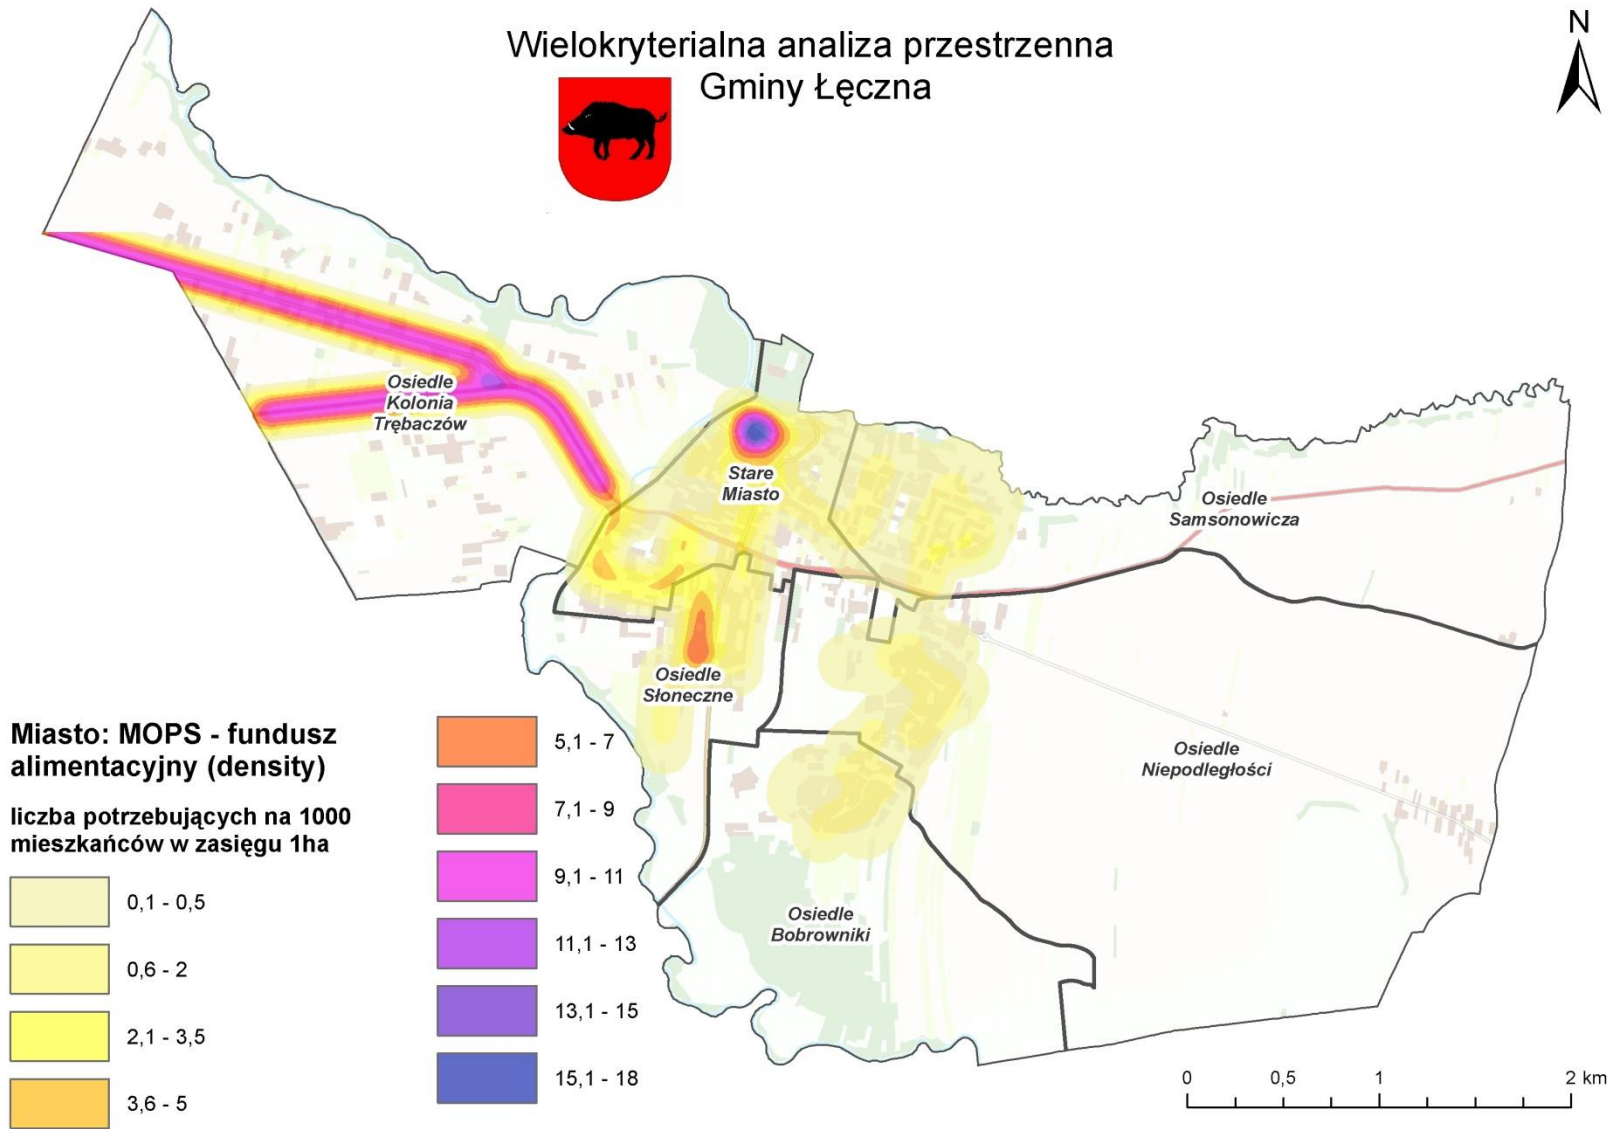 Wielokryterialna analiza przestrzenna
Gminy Łęczna
N
Osiedle
Kolonia
Trębaczów
Stare
Miasto
Osiedle
Samsonowicza
Osiedle
Słoneczne
Osiedle
Niepodległości
Osiedle
Bobrowniki
Miasto: MOPS - fundusz
alimentacyjny (density)
liczba potrzebujących na 1000
mieszkańców w zasięgu 1ha
0,1 - 0,5
0,6 - 2
2,1 - 3,5
3,6 - 5
5,1 - 7
7,1 - 9
9,1 - 11
11,1 - 13
13,1 - 15
15,1 - 18
0 0,5 1 2 km